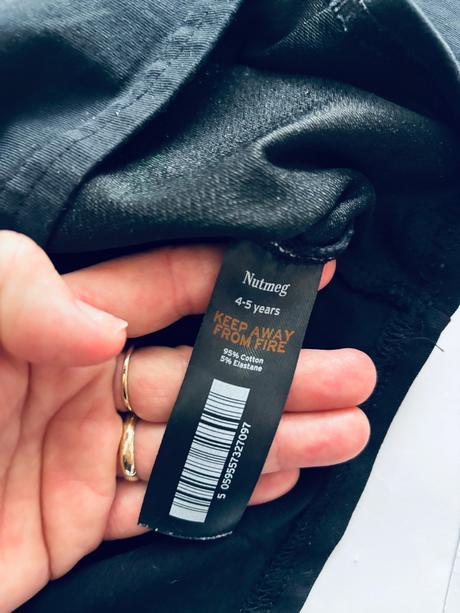 Nutmeg
4-5 years
KEEP AWAY
FROM FIRE
95% Cotton
5% Elastane
5 059557 327097